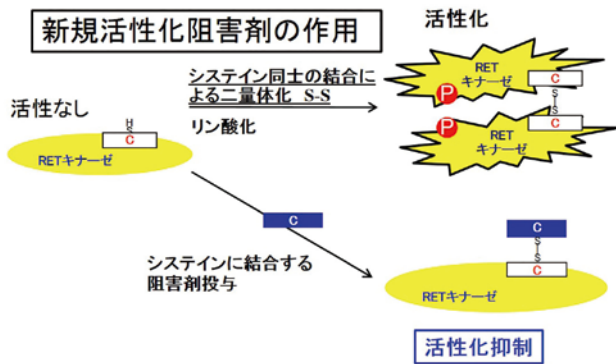 新規活性化阻害剤の作用
活性化
システイン同士の結合に
よる二量体化 S-S
リン酸化
活性なし
H
S
C
RETキナーゼ
RET
キナーゼ
C
P
S
S
P
RET
キナーゼ
C
C
システインに結合する
阻害剤投与
C
S
S
C
RETキナーゼ
活性化抑制